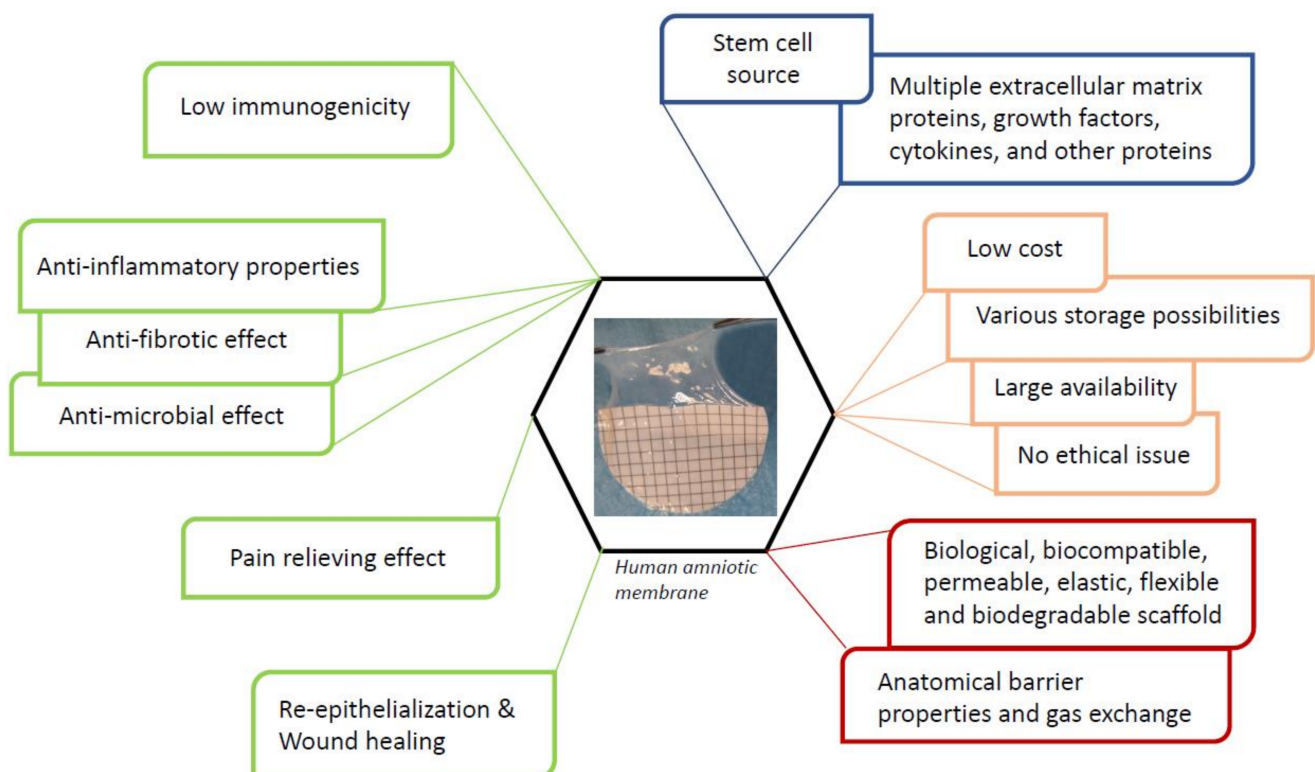 Low immunogenicity
Anti-inflammatory properties
Anti-fibrotic effect
Anti-microbial effect
Pain relieving effect
Re-epithelialization &
Wound healing
Stem cell
source
Multiple extracellular matrix
proteins, growth factors,
cytokines, and other proteins
Low cost
Various storage possibilities
Large availability
No ethical issue
Biological, biocompatible,
permeable, elastic, flexible
and biodegradable scaffold
Anatomical barrier
properties and gas exchange
Human amniotic
membrane